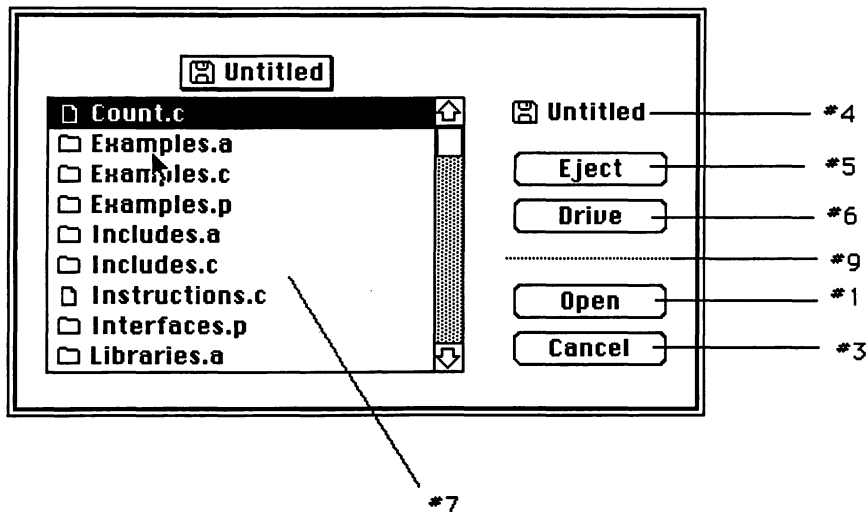 Untitled
Count.c
Examples.a
Examples.c
Examples.p
Includes.a
Includes.c
Instructions.c
Interfaces.p
Libraries.a
Untitled
#4
Eject
#5
Drive
#6
#9
Open
#1
Cancel
#3
#7